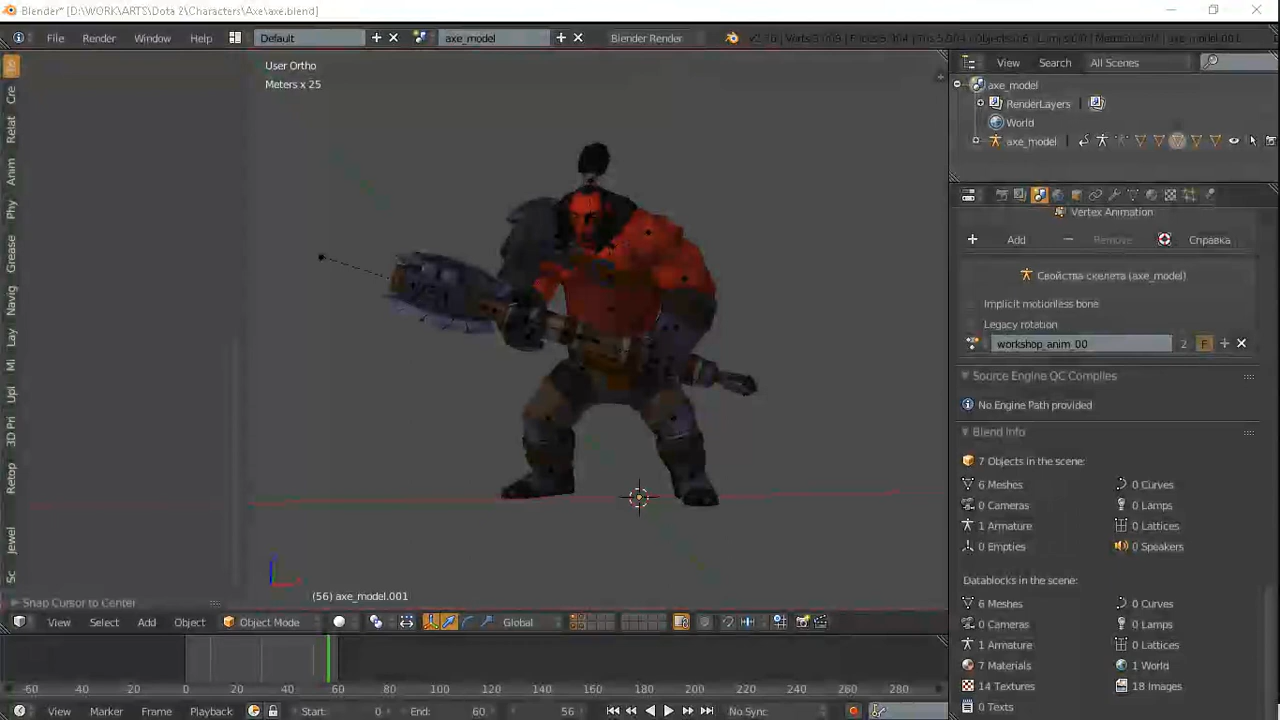 Blender* [D:\WORK\ARTS\Dota 2\Characters\Axe\axe.blend]
File Render Window Help Default axe_model Blender Render
User Ortho
Meters x 25
Cre
Relat
Anim
Phy
Grease
Navig
Lay
Mi
Upl
3D Pri
Retop
Jewel
Sc
Snap Cursor to Center
(56) axe_model.001
View Select Add Object Object Mode Global
-60 -40 -20 0 20 40 60 80 100 120 140 160 180 200 220 240 260 280
View Marker Frame Playback Start: 0 End: 60 56 No Sync
View Search All Scenes
axe_model
RenderLayers
World
axe_model
Vertex Animation
Add Remove Справка
Свойства скелета (axe_model)
Implicit motionless bone
Legacy rotation
workshop_anim_00 2 F
Source Engine QC Complies
No Engine Path provided
Blend Info
7 Objects in the scene:
6 Meshes 0 Curves
0 Cameras 0 Lamps
1 Armature 0 Lattices
0 Empties 0 Speakers
Datablocks in the scene:
6 Meshes 0 Curves
0 Cameras 0 Lamps
1 Armature 0 Lattices
7 Materials 1 World
14 Textures 18 Images
0 Texts